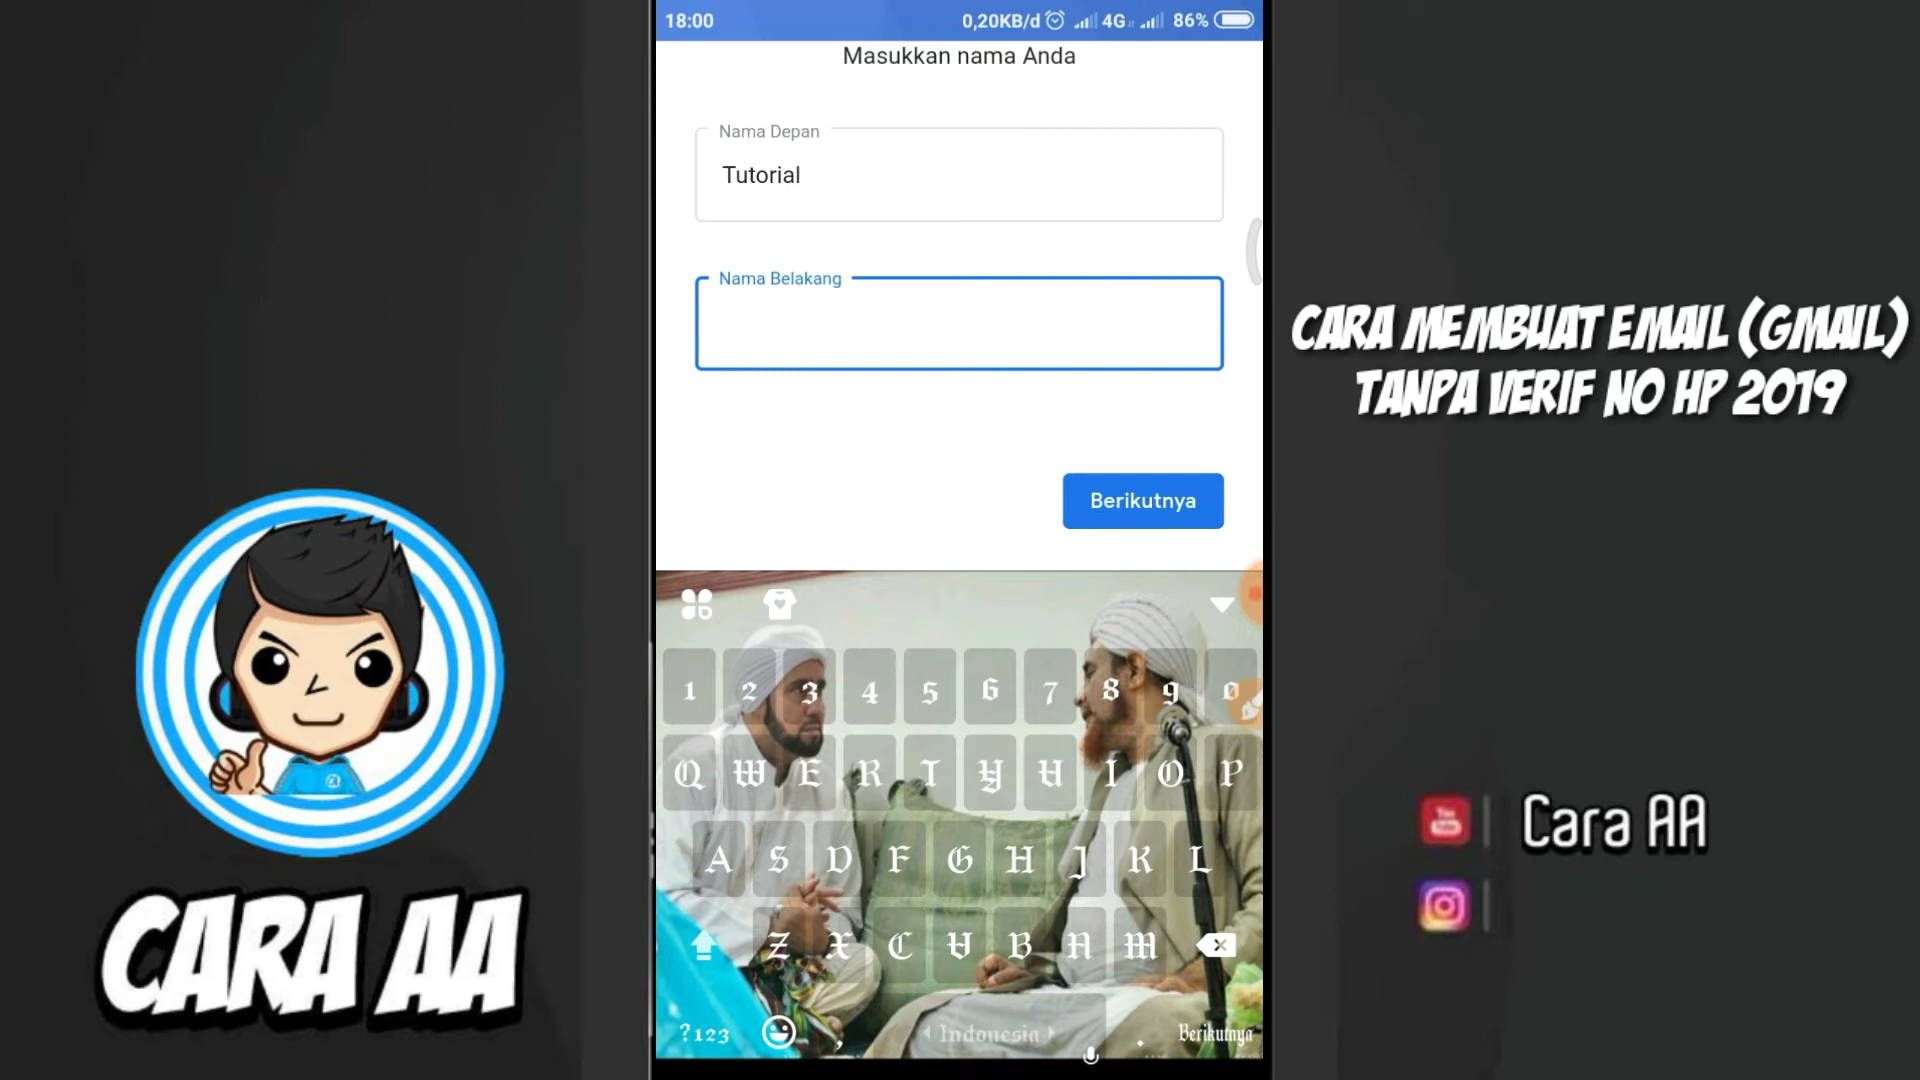 18:00 0,20KB/d 4G 86%
Masukkan nama Anda
Nama Depan
Tutorial
Nama Belakang
Berikutnya
CARA MEMBUAT EMAIL (GMAIL)
TANPA VERIF NO HP 2019
1 2 3 4 5 6 7 8 9 0
Q W E R T Y U I O P
A S D F G H J K L
Z X C V B N M
?123 , Indonesia . Berikutnya
CARA AA
You Tube
Cara AA